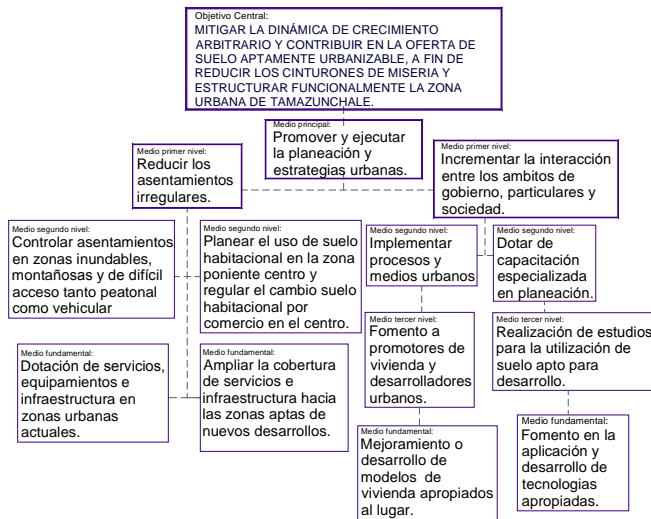 Objetivo Central:
MITIGAR LA DINÁMICA DE CRECIMIENTO
ARBITRARIO Y CONTRIBUIR EN LA OFERTA DE
SUELO APTAMENTE URBANIZABLE, A FIN DE
REDUCIR LOS CINTURONES DE MISERIA Y
ESTRUCTURAR FUNCIONALMENTE LA ZONA
URBANA DE TAMAZUNCHALE.
Medio principal:
Promover y ejecutar
la planeación y
estrategias urbanas.
Medio primer nivel:
Reducir los
asentamientos
irregulares.
Medio primer nivel:
Incrementar la interacción
entre los ambitos de
gobierno, particulares y
sociedad.
Medio segundo nivel:
Controlar asentamientos
en zonas inundables,
montañosas y de difícil
acceso tanto peatonal
como vehicular
Medio segundo nivel:
Planear el uso de suelo
habitacional en la zona
poniente centro y
regular el cambio suelo
habitacional por
comercio en el centro.
Medio segundo nivel:
Implementar
procesos y
medios urbanos
Medio segundo nivel:
Dotar de
capacitación
especializada
en planeación.
Medio tercer nivel:
Fomento a
promotores de
vivienda y
desarrolladores
urbanos.
Medio tercer nivel:
Realización de estudios
para la utilización de
suelo apto para
desarrollo.
Medio fundamental:
Dotación de servicios,
equipamientos e
infraestructura en
zonas urbanas
actuales.
Medio fundamental:
Ampliar la cobertura
de servicios e
infraestructura hacia
las zonas aptas de
nuevos desarrollos.
Medio fundamental:
Mejoramiento o
desarrollo de
modelos de
vivienda apropiados
al lugar.
Medio fundamental:
Fomento en la
aplicación y
desarrollo de
tecnologías
apropiadas.